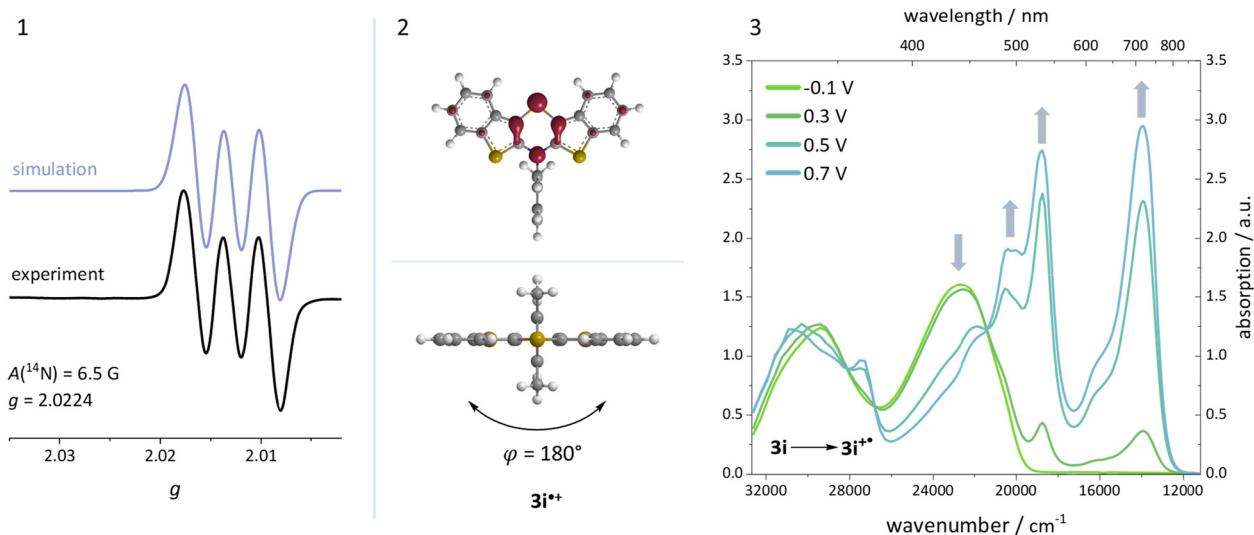 1
simulation
experiment
A(¹⁴N) = 6.5 G
g = 2.0224
2.03
2.02
2.01
g
2
φ = 180°
3i•+
3
wavelength / nm
400
500
600
700
800
-0.1 V
0.3 V
0.5 V
0.7 V
3.5
3.0
2.5
2.0
1.5
1.0
0.5
0.0
3i → 3i+•
3.5
3.0
2.5
2.0
1.5
1.0
0.5
0.0
absorption / a.u.
32000
28000
24000
20000
16000
12000
wavenumber / cm⁻¹